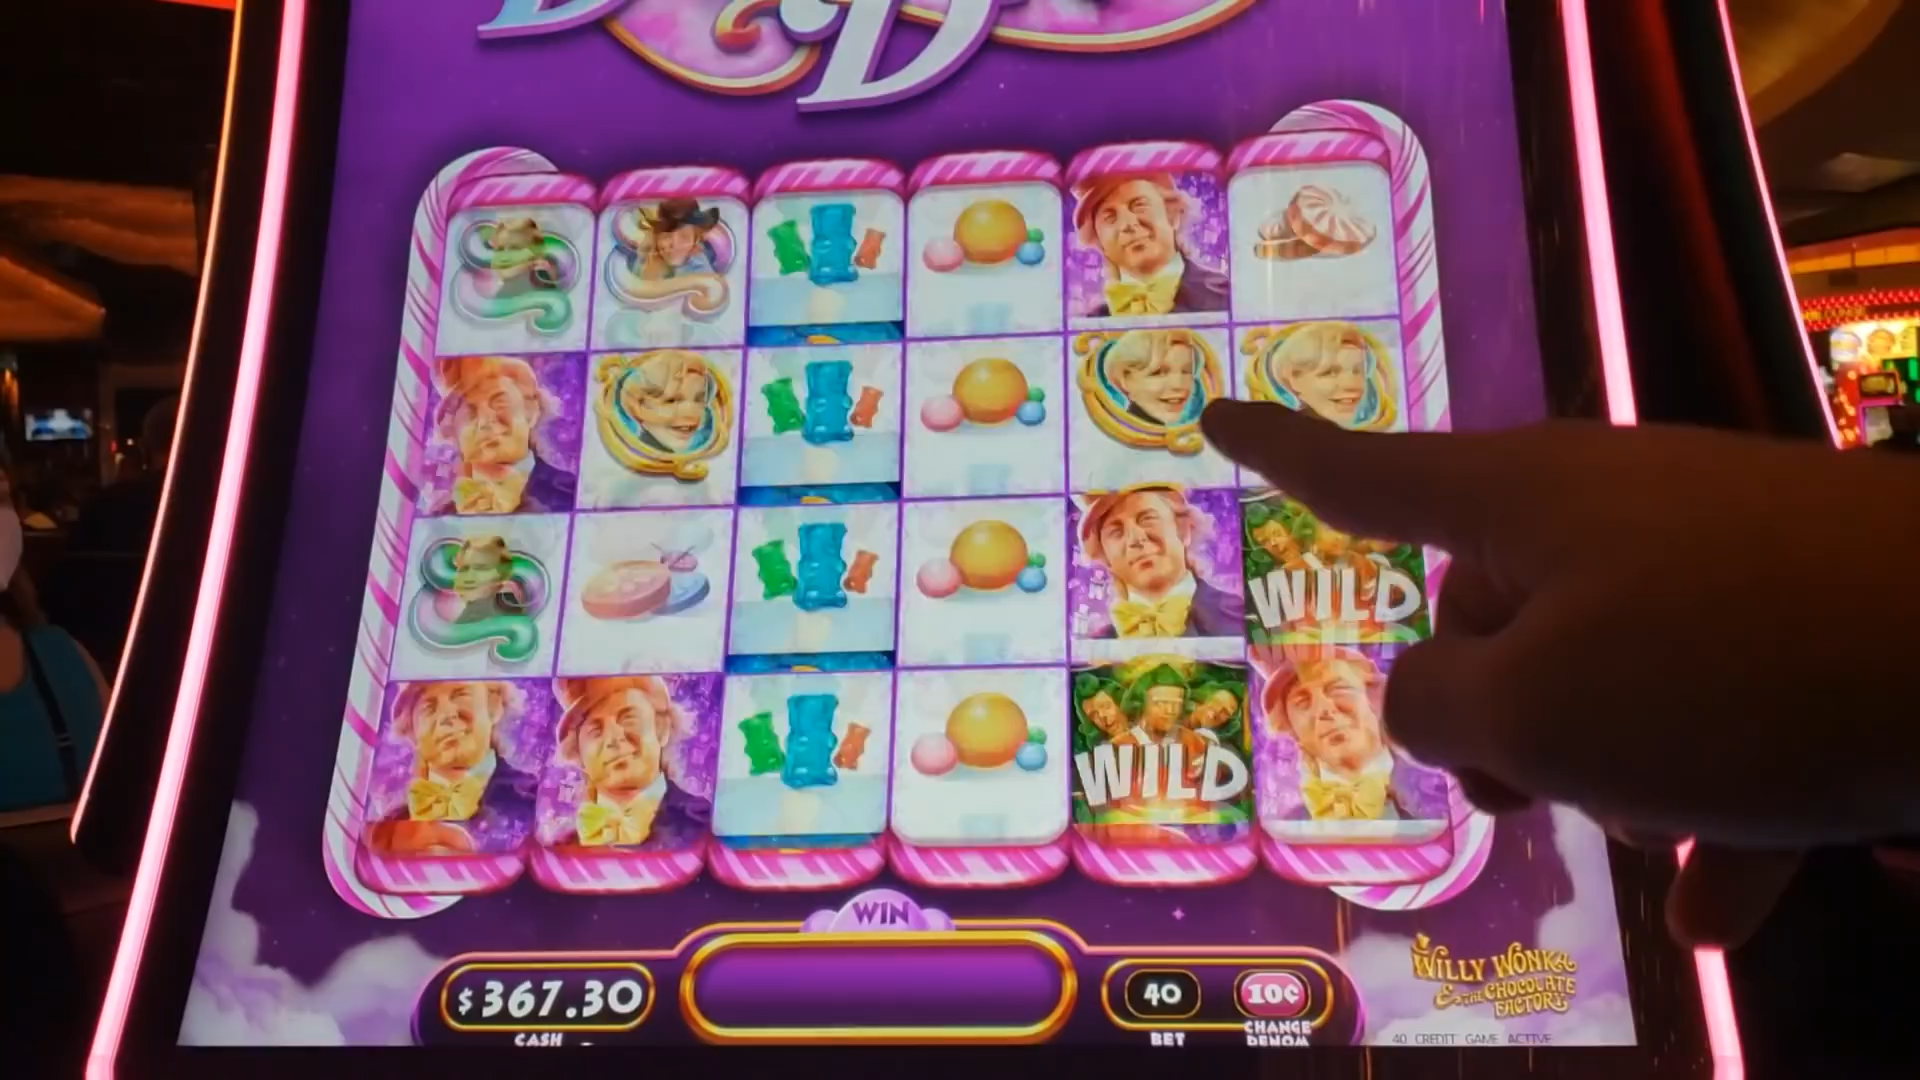 D
WILD
WILD
WIN
$367.30
CASH
40
BET
10¢
CHANGE
DENOM
WILLY WONKA
& THE CHOCOLATE
FACTORY
40 CREDIT GAME ACTIVE